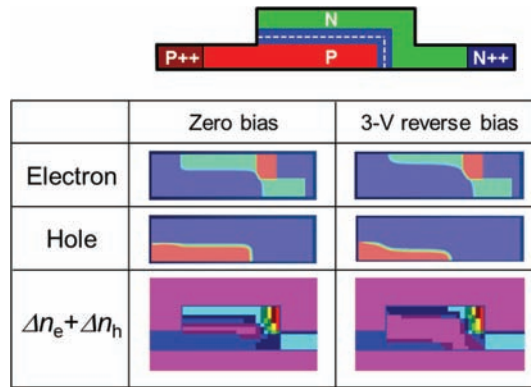 N
P++ P N++
Zero bias 3-V reverse bias
Electron
Hole
Δnₑ+Δnₕ